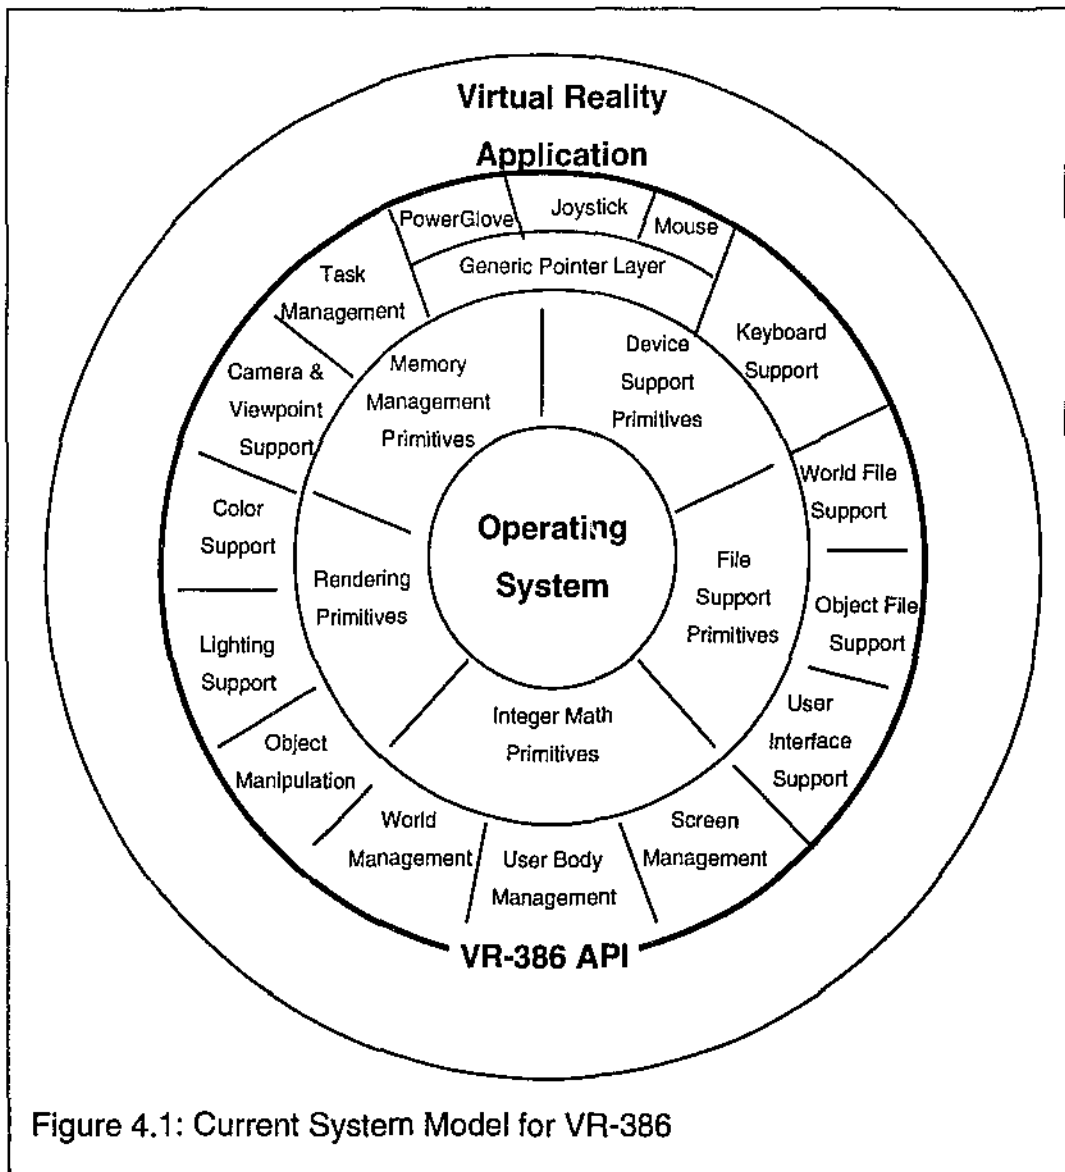 Virtual Reality
Application
PowerGlove
Joystick
Mouse
Generic Pointer Layer
Task
Management
Keyboard
Support
Camera &
Viewpoint
Support
Memory
Management
Primitives
Device
Support
Primitives
World File
Support
Color
Support
Operating
System
Rendering
Primitives
File
Support
Primitives
Object File
Support
Lighting
Support
Integer Math
Primitives
User
Interface
Support
Object
Manipulation
World
Management
User Body
Management
Screen
Management
VR-386 API
Figure 4.1: Current System Model for VR-386